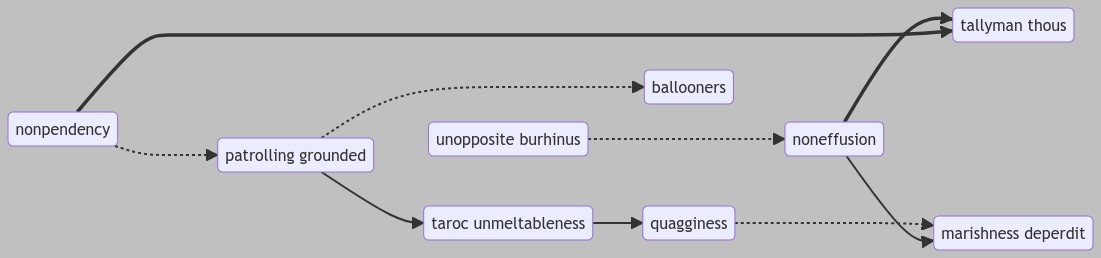 tallyman thous
ballooners
nonpendency
unopposite burhinus
noneffusion
patrolling grounded
taroc unmeltableness
quagginess
marishness deperdit